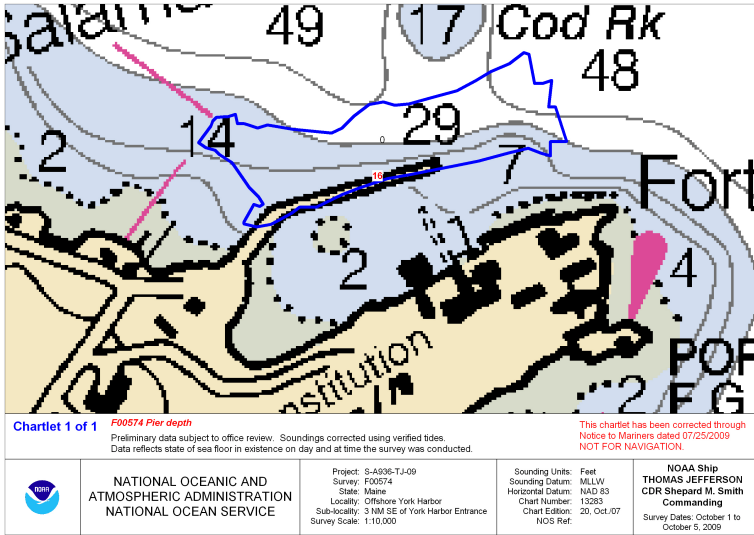 Salam
49
17
Cod Rk
48
14
29
0
2
7
Fort
16
1
2
4
nstitution
POR
2
F G
Chartlet 1 of 1
F00574 Pier depth
Preliminary data subject to office review. Soundings corrected using verified tides.
Data reflects state of sea floor in existence on day and at time the survey was conducted.
This chartlet has been corrected through
Notice to Mariners dated 07/25/2009
NOT FOR NAVIGATION.
NOAA
NATIONAL OCEANIC AND
ATMOSPHERIC ADMINISTRATION
NATIONAL OCEAN SERVICE
Project: S-A936-TJ-09
Survey: F00574
State: Maine
Locality: Offshore York Harbor
Sub-locality: 3 NM SE of York Harbor Entrance
Survey Scale: 1:10,000
Sounding Units: Feet
Sounding Datum: MLLW
Horizontal Datum: NAD 83
Chart Number: 13283
Chart Edition: 20, Oct./07
NOS Ref:
NOAA Ship
THOMAS JEFFERSON
CDR Shepard M. Smith
Commanding
Survey Dates: October 1 to
October 5, 2009